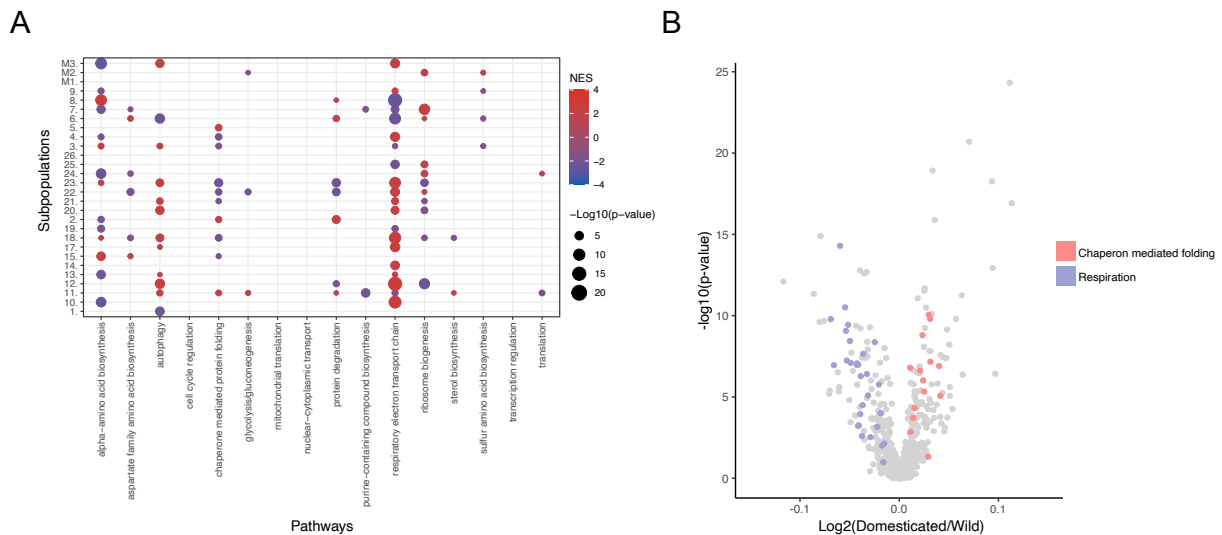 A
B
Subpopulations
M3.
M2.
M1.
9.
8.
7.
6.
5.
4.
3.
26.
25.
24.
23.
22.
21.
20.
2.
19.
18.
17.
15.
14.
13.
12.
11.
10.
1.
alpha-amino acid biosynthesis
aspartate family amino acid biosynthesis
autophagy
cell cycle regulation
chaperone mediated protein folding
glycolysis/gluconeogenesis
mitochondrial translation
nuclear-cytoplasmic transport
protein degradation
purine-containing compound biosynthesis
respiratory electron transport chain
ribosome biogenesis
sterol biosynthesis
sulfur amino acid biosynthesis
transcription regulation
translation
Pathways
NES
4
2
0
-2
-4
-Log10(p-value)
5
10
15
20
-log10(p-value)
25
20
15
10
5
0
-0.1
0.0
0.1
Log2(Domesticated/Wild)
Chaperon mediated folding
Respiration